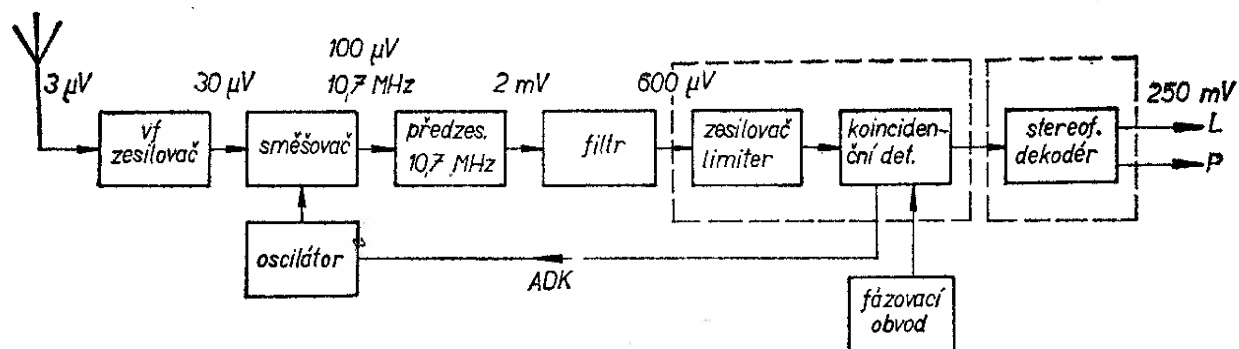 100 µV
3 µV
30 µV
10,7 MHz
2 mV
600 µV
250 mV
vf
zesilovač
směšovač
předzes.
10,7 MHz
filtr
zesilovač
limiter
koinciden-
ční det.
stereof.
dekodér
L
P
oscilátor
ADK
fázovací
obvod